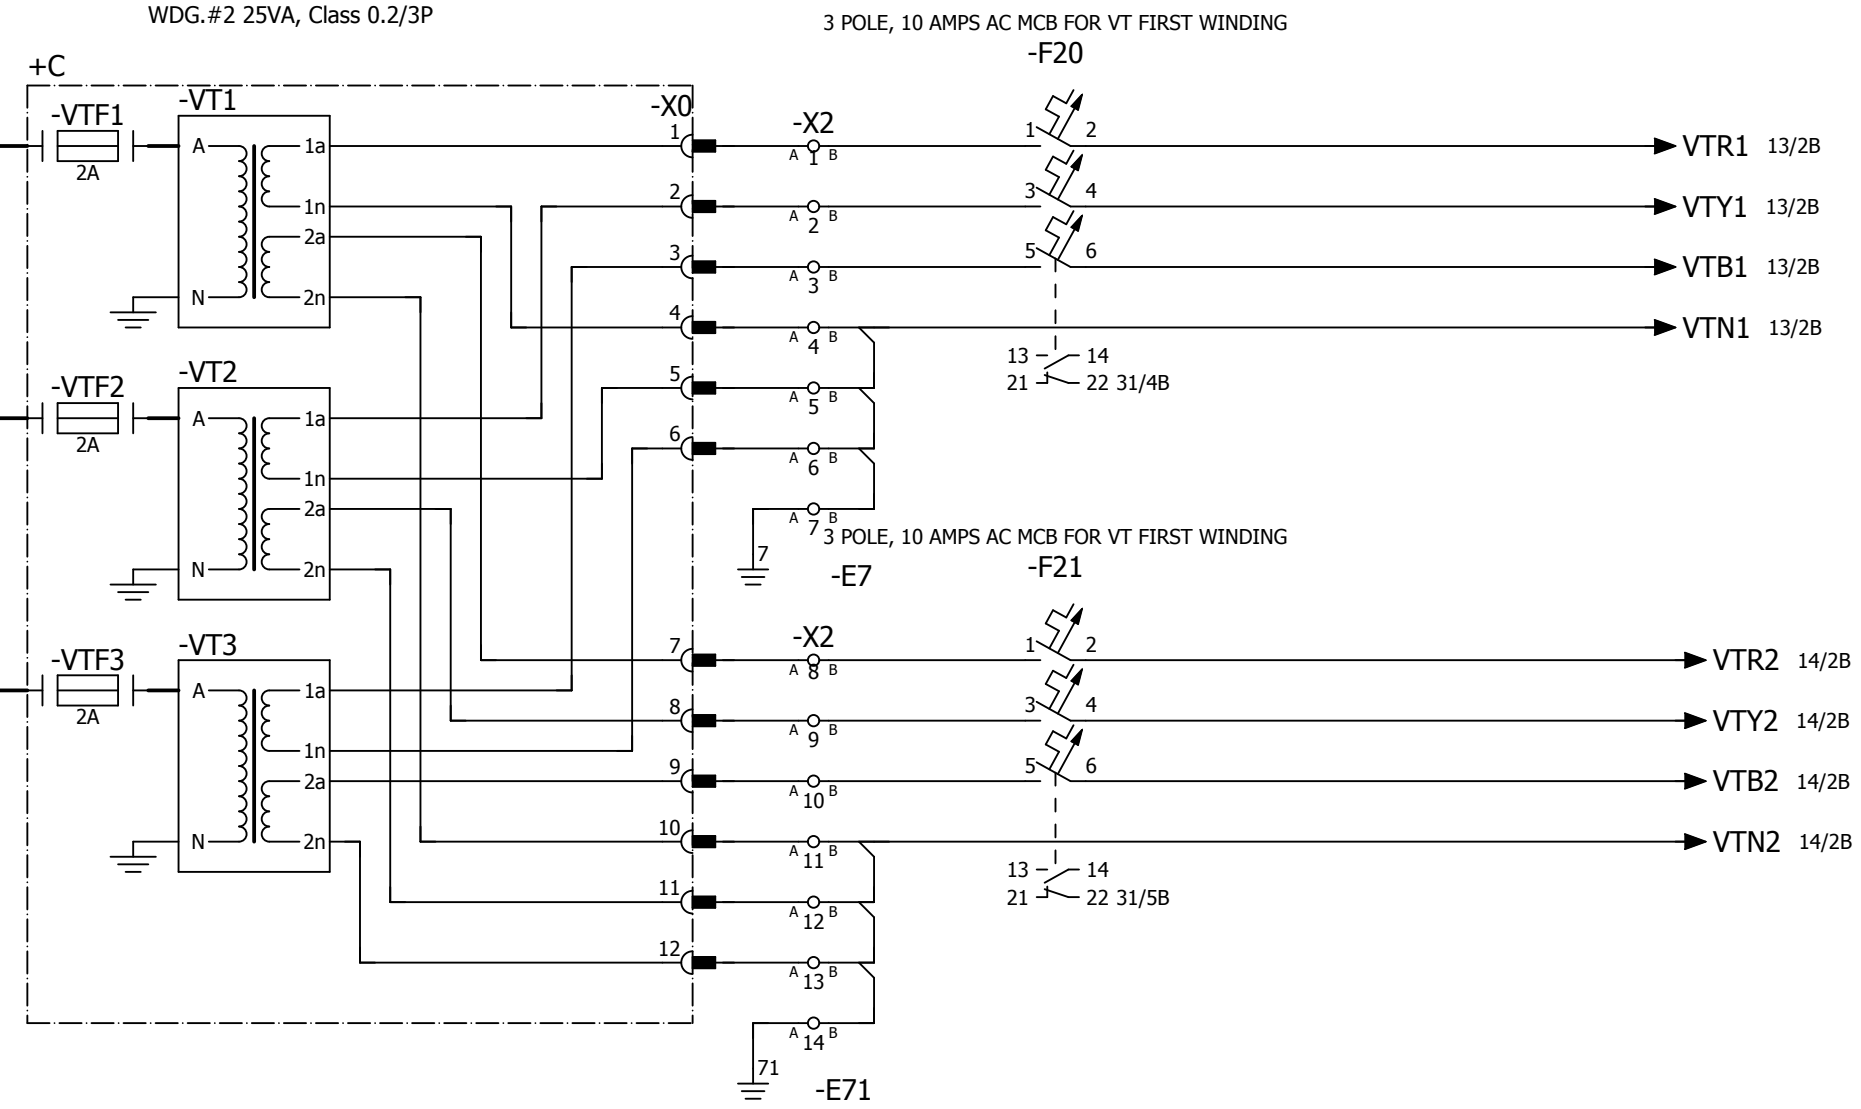 WDG.#2 25VA, Class 0.2/3P
3 POLE, 10 AMPS AC MCB FOR VT FIRST WINDING
-F20
+C
-VTF1
2A
-VT1
A
N
1a
1n
2a
2n
-X0
1
2
3
4
5
6
-X2
A 1 B
A 2 B
A 3 B
A 4 B
A 5 B
A 6 B
A 7 B
7
-E7
1 2
3 4
5 6
13 14
21 22 31/4B
VTR1 13/2B
VTY1 13/2B
VTB1 13/2B
VTN1 13/2B
-VTF2
2A
-VT2
A
N
1a
1n
2a
2n
3 POLE, 10 AMPS AC MCB FOR VT FIRST WINDING
-F21
-VTF3
2A
-VT3
A
N
1a
1n
2a
2n
7
8
9
10
11
12
-X2
A 8 B
A 9 B
A 10 B
A 11 B
A 12 B
A 13 B
A 14 B
71
-E71
1 2
3 4
5 6
13 14
21 22 31/5B
VTR2 14/2B
VTY2 14/2B
VTB2 14/2B
VTN2 14/2B